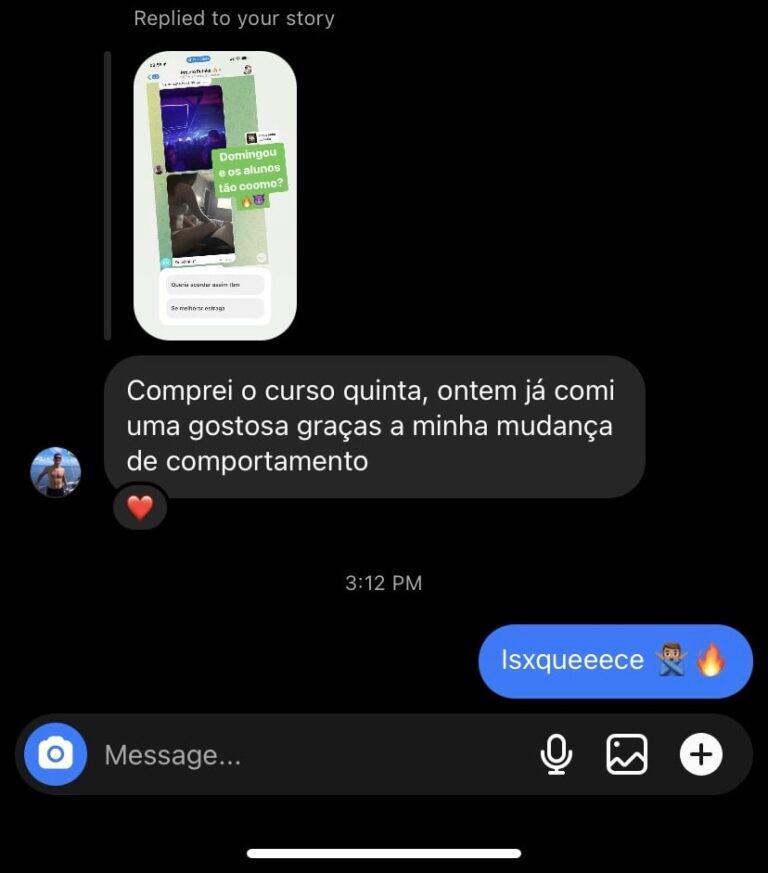 Replied to your story
Domingou
e os alunos
tão coomo?
Queria acordar assim tbm
Se melhorar estraga
Comprei o curso quinta, ontem já comi
uma gostosa graças a minha mudança
de comportamento
3:12 PM
Isxqueeece
Message...